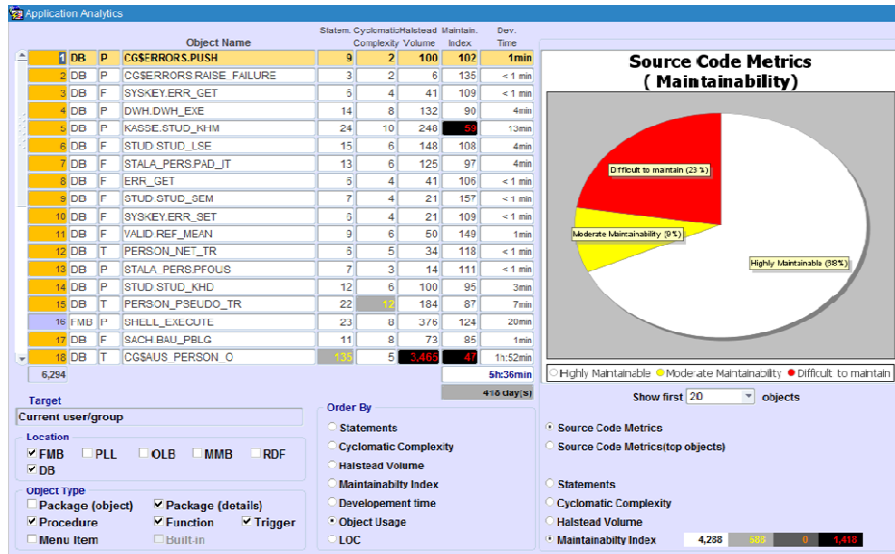 Application Analytics
Statem. Cyclomatic Halstead Maintain. Dev.
Object Name Complexity Volume Index Time
1 DB P CG$ERRORS.PUSH 9 2 100 102 1min
2 DB P CG$ERRORS.RAISE_FAILURE 3 2 6 135 < 1 min
3 DB F SYSKEY.ERR_GET 5 4 41 109 < 1 min
4 DB P DWH.DWH_EXE 14 8 132 90 4min
5 DB P KASSE.STUD_KHM 24 10 248 59 13min
6 DB F STUD.STUD_LSE 15 6 148 108 4min
7 DB F STALA_PERS.PAD_IT 13 6 125 97 4min
8 DB F ERR_GET 5 4 41 106 < 1 min
9 DB F STUD.STUD_SEM 7 4 21 157 < 1 min
10 DB F SYSKEY.ERR_SET 5 4 21 109 < 1 min
11 DB F VALID.REF_MEAN 9 6 50 149 1min
12 DB T PERSON_NET_TR 6 5 34 118 < 1 min
13 DB P STALA_PERS.PFOUS 7 3 14 111 < 1 min
14 DB P STUD.STUD_KHD 12 6 100 95 3min
15 DB T PERSON_PSEUDO_TR 22 12 184 87 7min
16 FMB P SHELL_EXECUTE 23 8 376 124 20min
17 DB F SACH.BAU_PBLG 11 8 73 85 1min
18 DB T CG$AUS_PERSON_O 135 5 3,465 47 1h:52min
6,294 5h:36min
418 day(s)
Source Code Metrics
( Maintainability)
Difficult to maintain (23%)
Moderate Maintainability (9%)
Highly Maintainable (68%)
Highly Maintainable Moderate Maintainability Difficult to maintain
Show first 20 objects
Target
Current user/group
Location
FMB PLL OLB MMB RDF
DB
Object Type
Package (object) Package (details)
Procedure Function Trigger
Menu Item Built-in
Order By
Statements
Cyclomatic Complexity
Halstead Volume
Maintainabilty Index
Developement time
Object Usage
LOC
Source Code Metrics
Source Code Metrics(top objects)
Statements
Cyclomatic Complexity
Halstead Volume
Maintainabilty Index 4,288 588 0 1,418